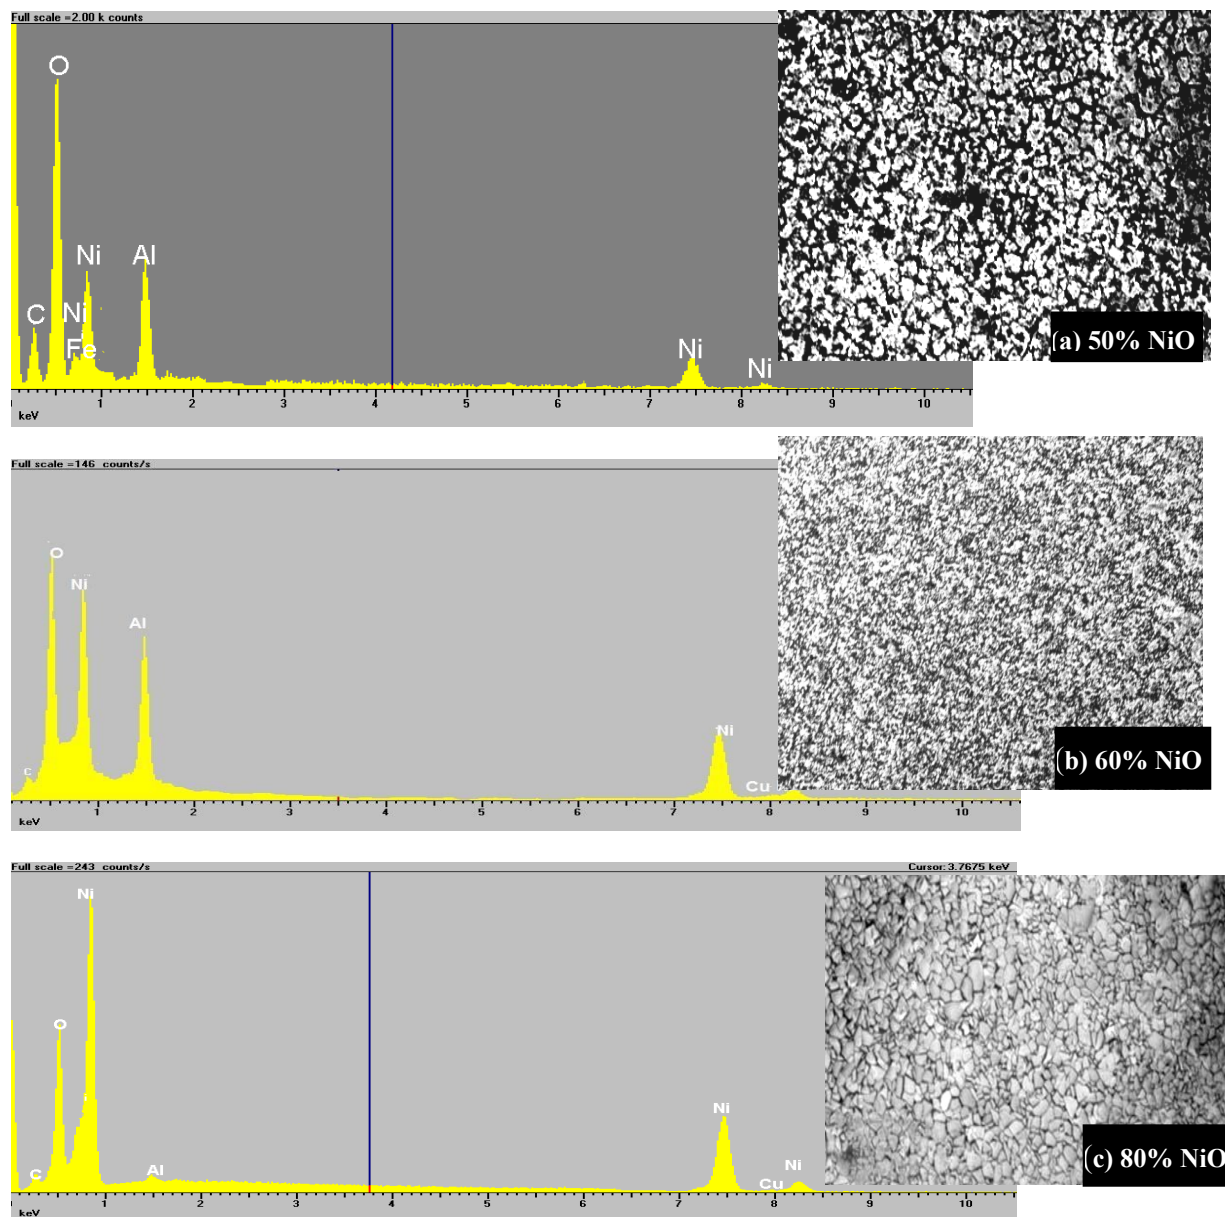 Full scale =2.00 k counts
O
Ni
Al
C
Ni
Fe
Ni
Ni
1 2 3 4 5 6 7 8 9 10
keV
(a) 50% NiO
Full scale =146 counts/s
O
Ni
Al
C
Ni
Cu
1 2 3 4 5 6 7 8 9 10
keV
(b) 60% NiO
Full scale =243 counts/s Cursor: 3.7675 keV
Ni
O
C
Al
Ni
Ni
Cu
1 2 3 4 5 6 7 8 9 10
keV
(c) 80% NiO